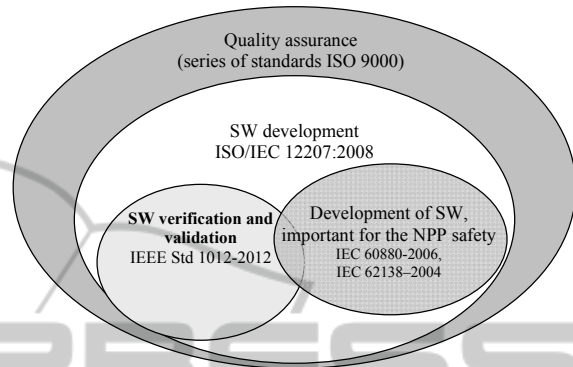 Quality assurance
(series of standards ISO 9000)
SW development
ISO/IEC 12207:2008
SW verification and
validation
IEEE Std 1012-2012
Development of SW,
important for the NPP safety
IEC 60880-2006,
IEC 62138–2004
PRESS